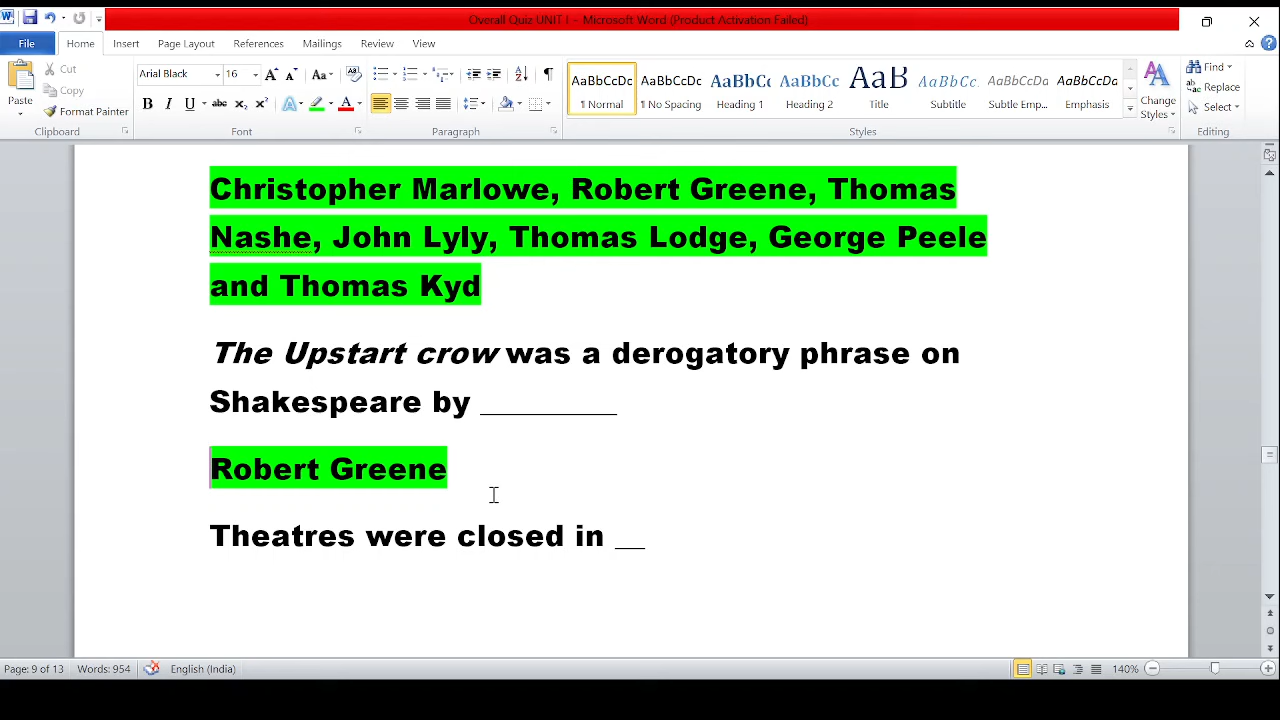 Overall Quiz UNIT I - Microsoft Word (Product Activation Failed)
File Home Insert Page Layout References Mailings Review View
Paste
Cut
Copy
Format Painter
Arial Black 16
AaBbCcDc AaBbCcDc AaBbCc AaBbCc AaB AaBbCc. AaBbCcDc AaBbCcDc
¶ Normal ¶ No Spacing Heading 1 Heading 2 Title Subtitle Subtle Em... Emphasis
Change Styles
Find
Replace
Select
Clipboard Font Paragraph Styles Editing
Christopher Marlowe, Robert Greene, Thomas
Nashe, John Lyly, Thomas Lodge, George Peele
and Thomas Kyd
The Upstart crow was a derogatory phrase on
Shakespeare by _________
Robert Greene
Theatres were closed in __
Page: 9 of 13 Words: 954 English (India) 140%